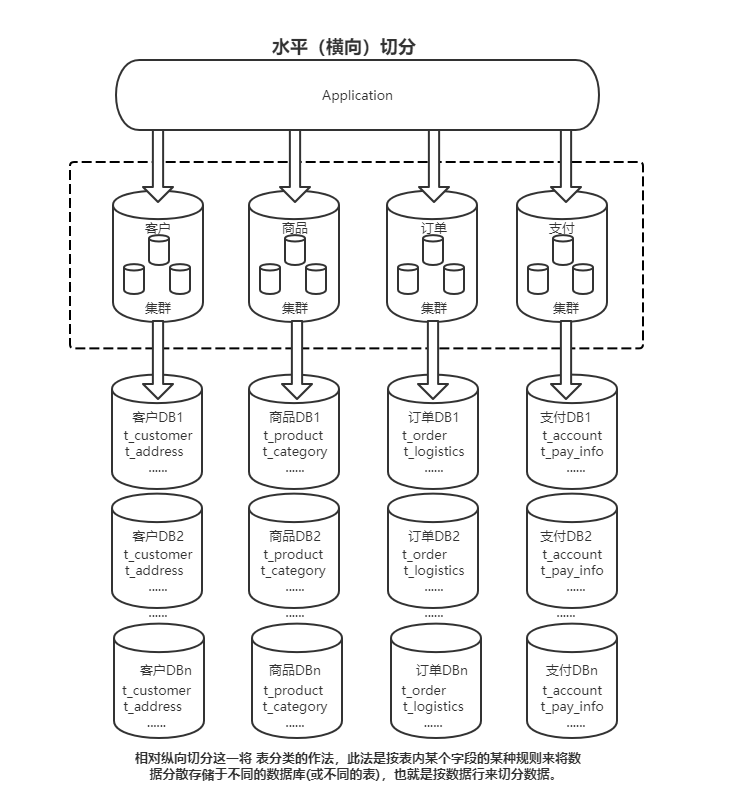 水平（横向）切分
Application
客户 商品 订单 支付
集群 集群 集群 集群
客户DB1 商品DB1 订单DB1 支付DB1
t_customer t_product t_order t_account
t_address t_category t_logistics t_pay_info
...... ...... ...... ......
客户DB2 商品DB2 订单DB2 支付DB2
t_customer t_product t_order t_account
t_address t_category t_logistics t_pay_info
...... ...... ...... ......
...... ...... ...... ......
客户DBn 商品DBn 订单DBn 支付DBn
t_customer t_product t_order t_account
t_address t_category t_logistics t_pay_info
...... ...... ...... ......
相对纵向切分这一将 表分类的作法，此法是按表内某个字段的某种规则来将数
据分散存储于不同的数据库(或不同的表)，也就是按数据行来切分数据。